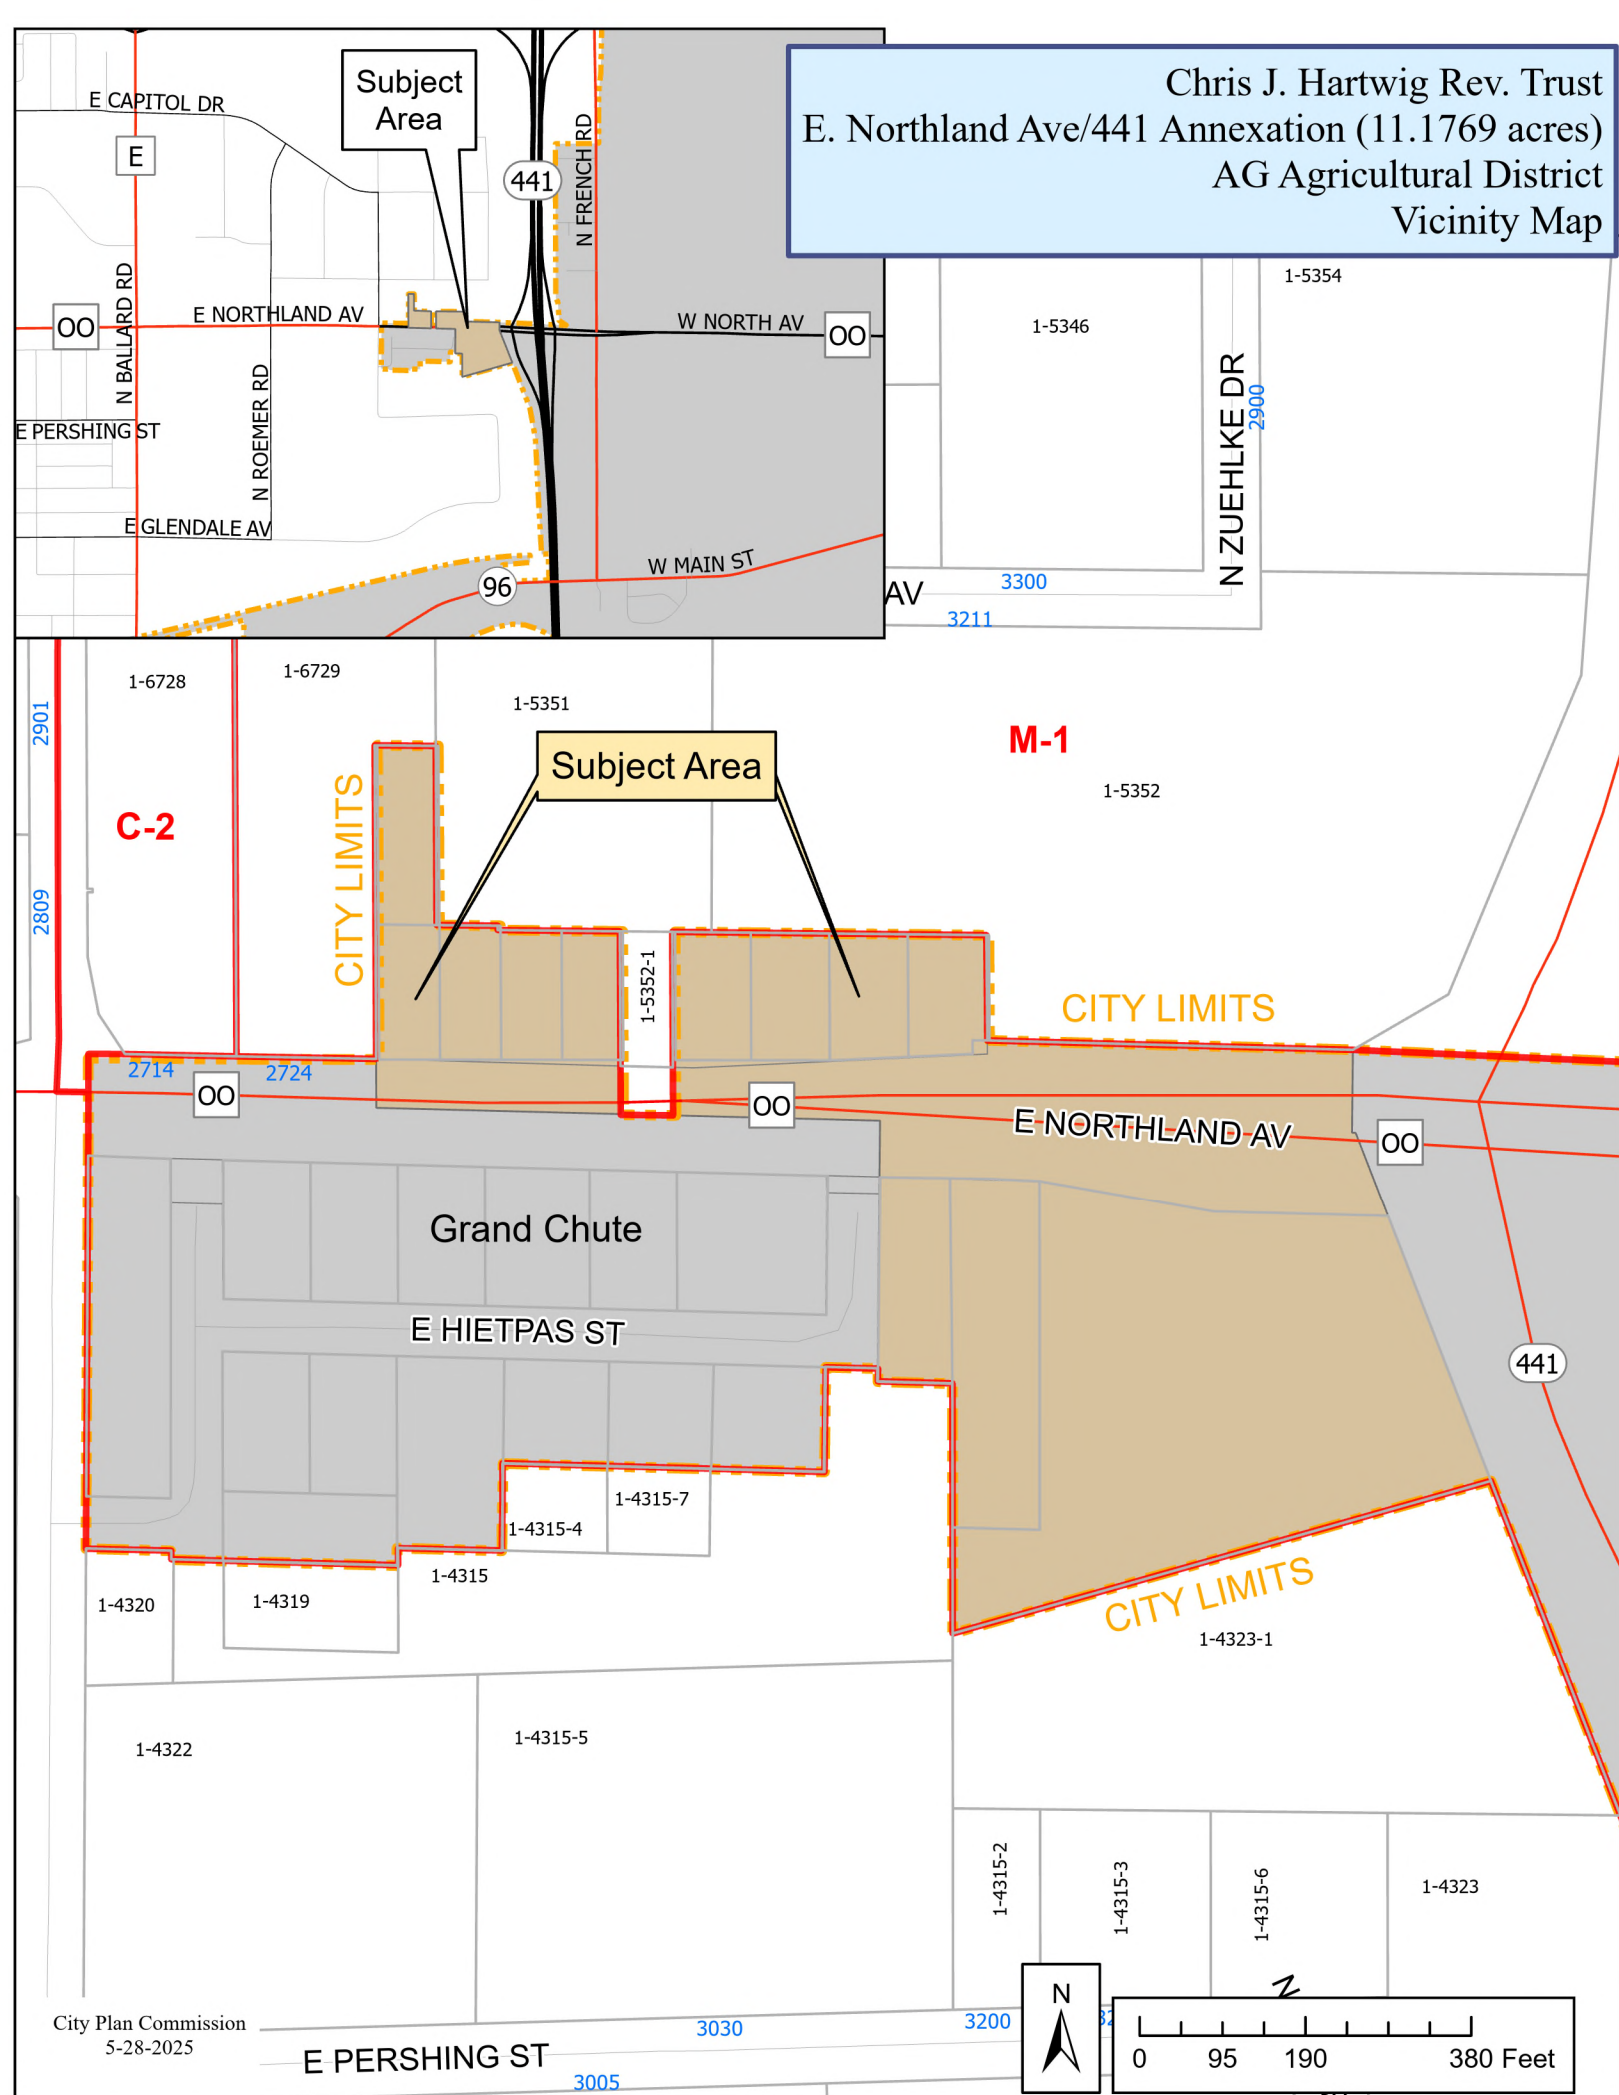 Chris J. Hartwig Rev. Trust
E. Northland Ave/441 Annexation (11.1769 acres)
AG Agricultural District
Vicinity Map
Subject
Area
E CAPITOL DR
E
441
N FRENCH RD
N BALLARD RD
OO
E NORTHLAND AV
W NORTH AV
OO
N ROEMER RD
E PERSHING ST
E GLENDALE AV
W MAIN ST
96
1-5354
1-5346
N ZUEHLKE DR
2900
AV
3300
3211
1-6728
1-6729
1-5351
2901
M-1
Subject Area
1-5352
C-2
CITY LIMITS
2809
1-5352-1
CITY LIMITS
2714
2724
OO
OO
E NORTHLAND AV
OO
Grand Chute
E HIETPAS ST
441
1-4315-7
1-4315-4
1-4315
1-4320
1-4319
CITY LIMITS
1-4323-1
1-4322
1-4315-5
1-4315-2
1-4315-3
1-4315-6
1-4323
N
N
City Plan Commission
5-28-2025
3030
3200
E PERSHING ST
3005
0 95 190 380 Feet